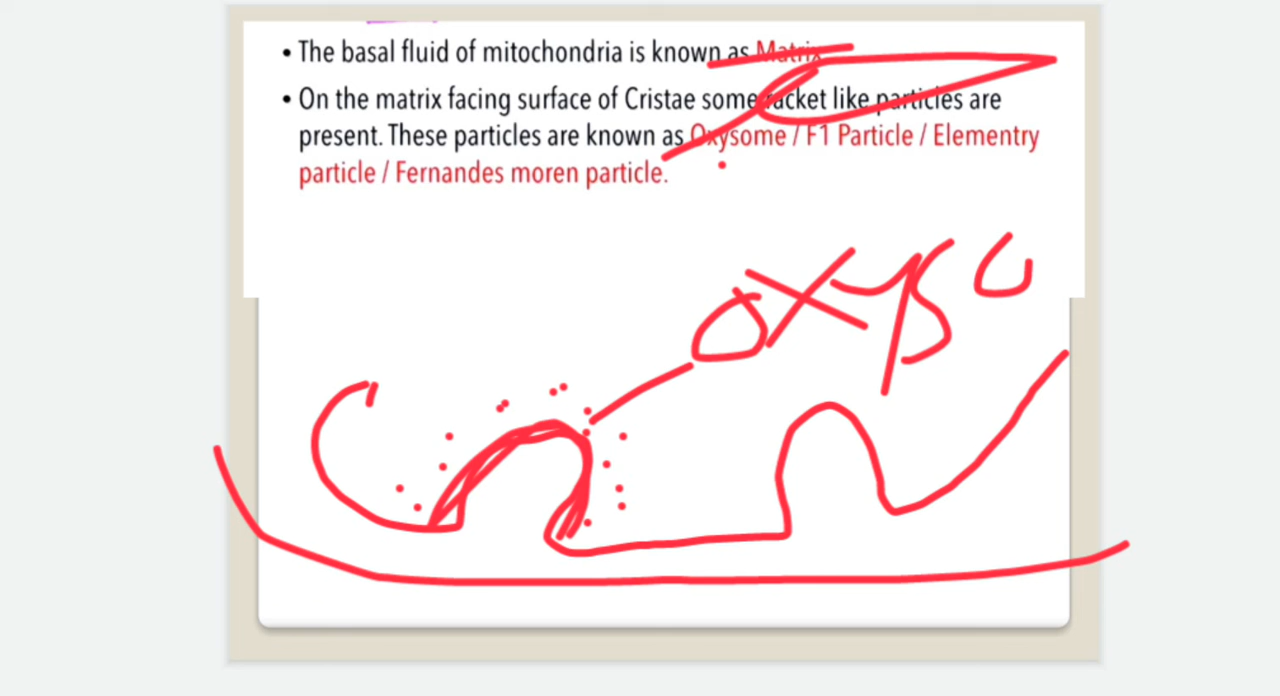 • The basal fluid of mitochondria is known as Matrix
• On the matrix facing surface of Cristae some racket like particles are
present. These particles are known as Oxysome / F1 Particle / Elementry
particle / Fernandes moren particle.
oxyso